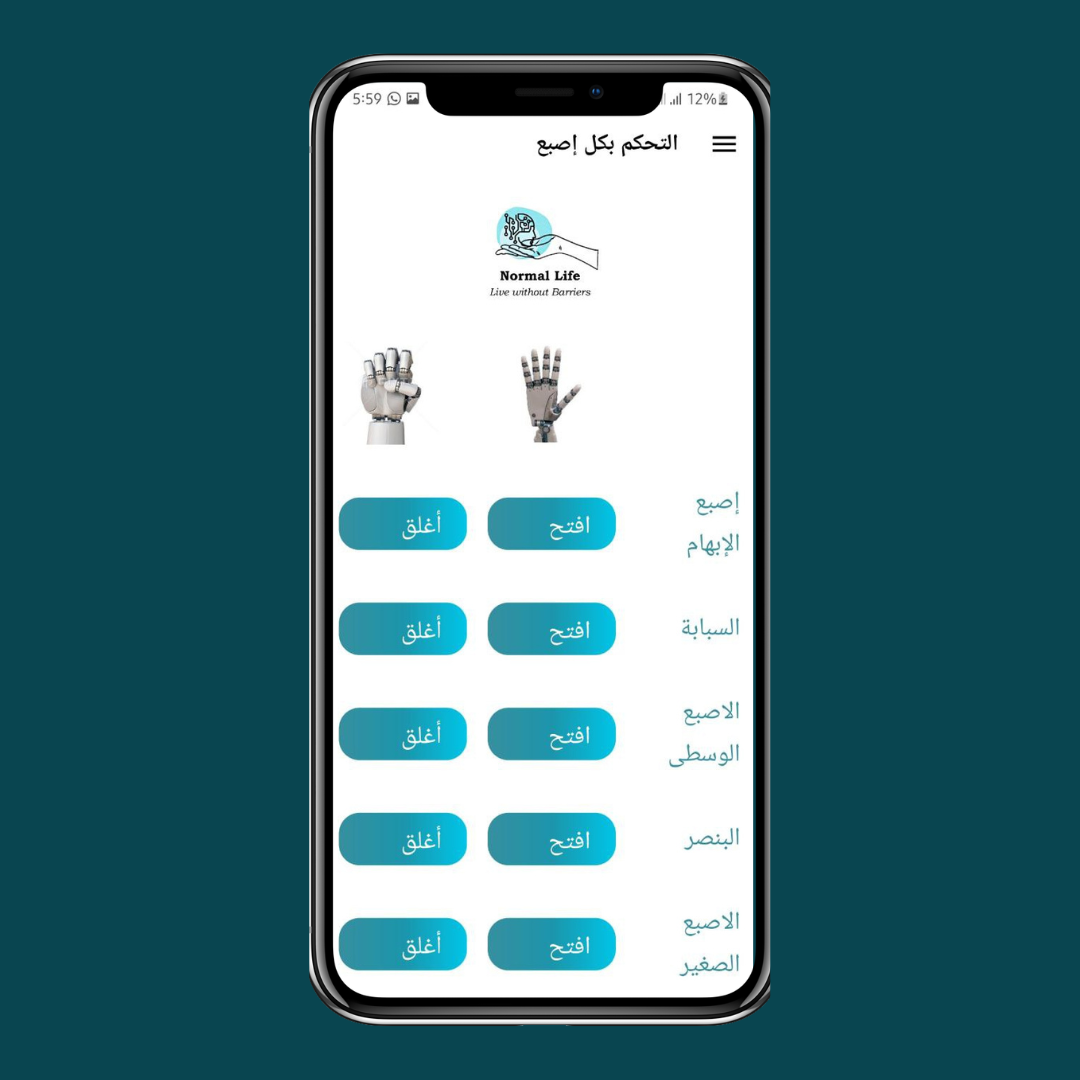 5:59
12%
التحكم بكل إصبع
Normal Life
Live without Barriers
إصبع
الإبهام
افتح
أغلق
السبابة
افتح
أغلق
الاصبع
الوسطى
افتح
أغلق
البنصر
افتح
أغلق
الاصبع
الصغير
افتح
أغلق